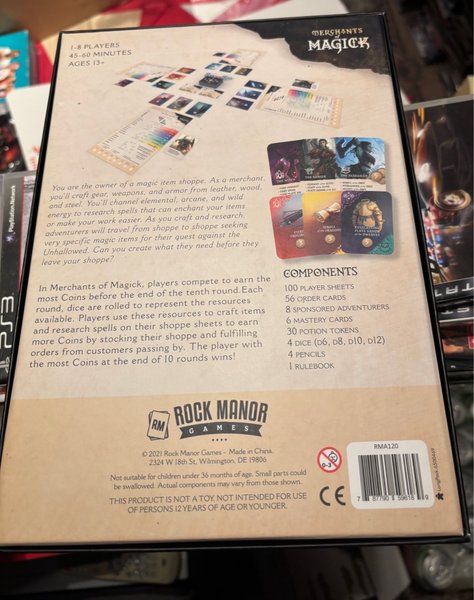 1-8 PLAYERS
45-60 MINUTES
AGES 13+
MERCHANTS
OF
MAGICK
You are the owner of a magic item shoppe. As a merchant,
you'll craft gear, weapons, and armor from leather, wood,
and steel. You'll channel elemental, arcane, and wild
energy to research spells that can enhance your items
or make your work easier. As you craft and research,
adventurers will travel from shoppe to shoppe seeking
very specific magic items for their quest against the
Unhallowed. Can you create what need before they
leave your shoppe?
In Merchants of Magick, players compete to earn the
most Coins before the end of the tenth round.Each
round, dice are rolled to represent the resources
available. Players use these resources to craft items
and research spells on their shoppe sheets to earn
more Coins by stocking their shoppe and fulfilling
orders from customers passing by. The player with
the most Coins at the end of 10 rounds wins!
COMPONENTS
100 PLAYER SHEETS
56 ORDER CARDS
8 SPONSORED ADVENTURERS
6 MASTERY CARDS
30 POTION TOKENS
4 DICE (d6, d8, d10, d12)
4 PENCILS
1 RULEBOOK
RM
ROCK MANOR
GAMES
© 2021 Rock Manor Games - Made in China.
2324 W 18th St, Wilmington, DE 19806
Not suitable for children under 36 months of age. Small parts could
be swallowed. Actual components may vary from those shown.
THIS PRODUCT IS NOT A TOY. NOT INTENDED FOR USE
OF PERSONS 12 YEARS OF AGE OR YOUNGER.
0-3
CE
RMA120
7 87790 59618 9
PlayStation Network
PS3